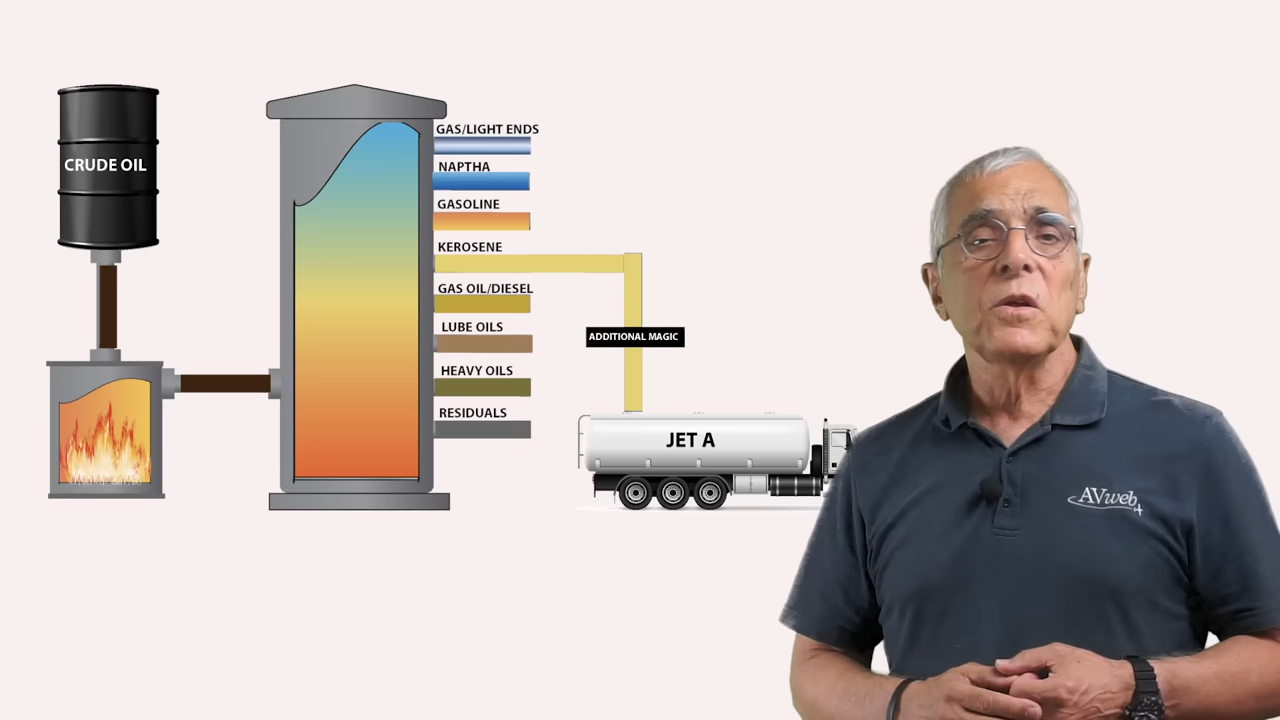 CRUDE OIL
GAS/LIGHT ENDS
NAPTHA
GASOLINE
KEROSENE
GAS OIL/DIESEL
LUBE OILS
HEAVY OILS
RESIDUALS
ADDITIONAL MAGIC
JET A
AVweb